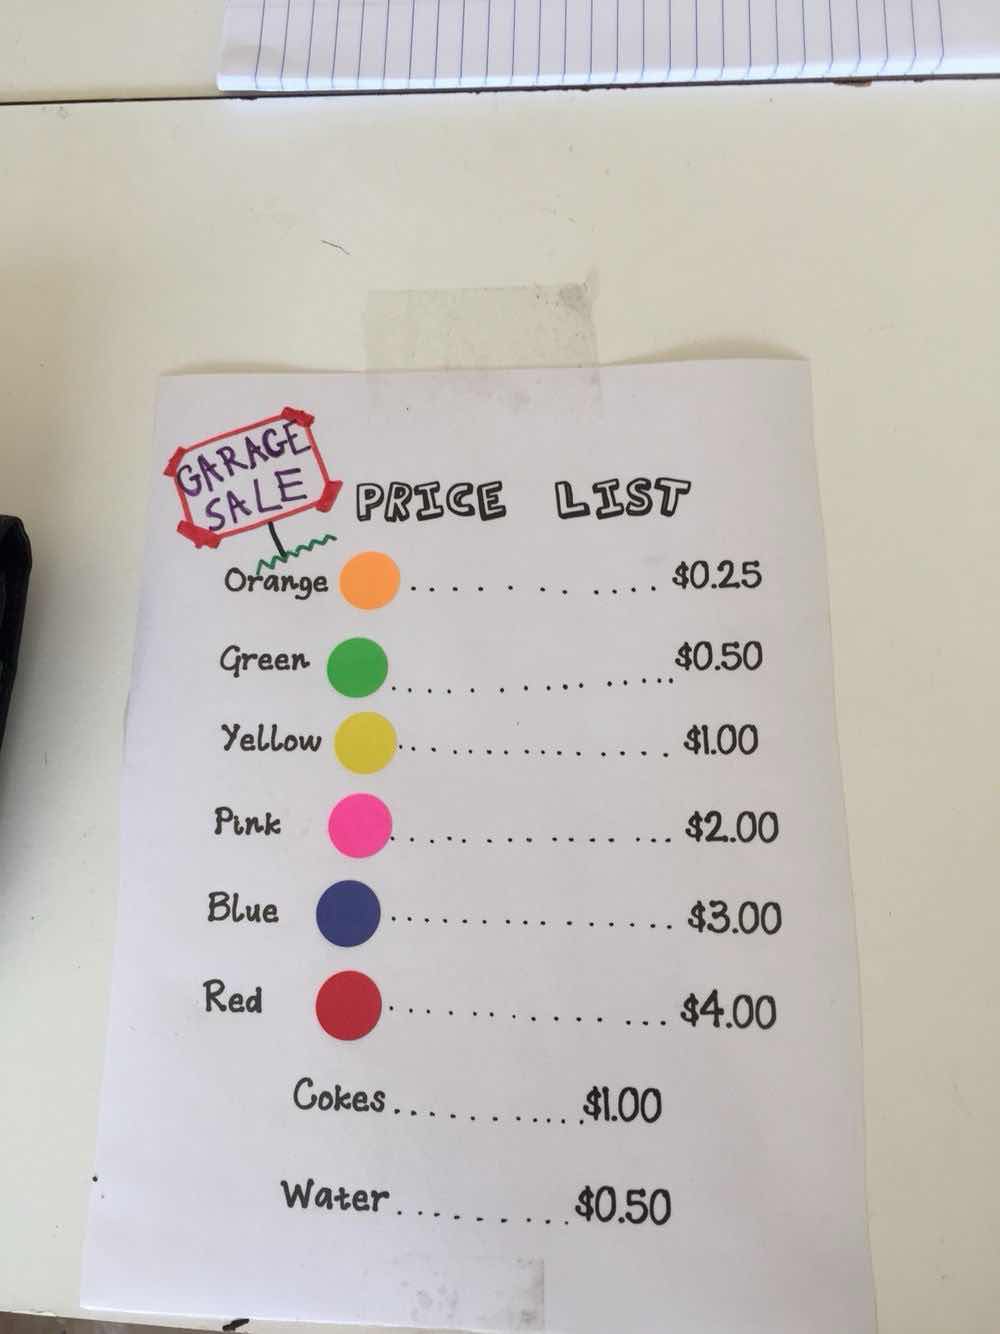 GARAGE
SALE
PRICE LIST
Orange . . . . . . . . . . . $0.25
Green . . . . . . . . . . . . . . $0.50
Yellow . . . . . . . . . . . . . . $1.00
Pink . . . . . . . . . . . . . . $2.00
Blue . . . . . . . . . . . . . . $3.00
Red . . . . . . . . . . . . . . $4.00
Cokes . . . . . . . . . . . $1.00
Water . . . . . . . . . $0.50